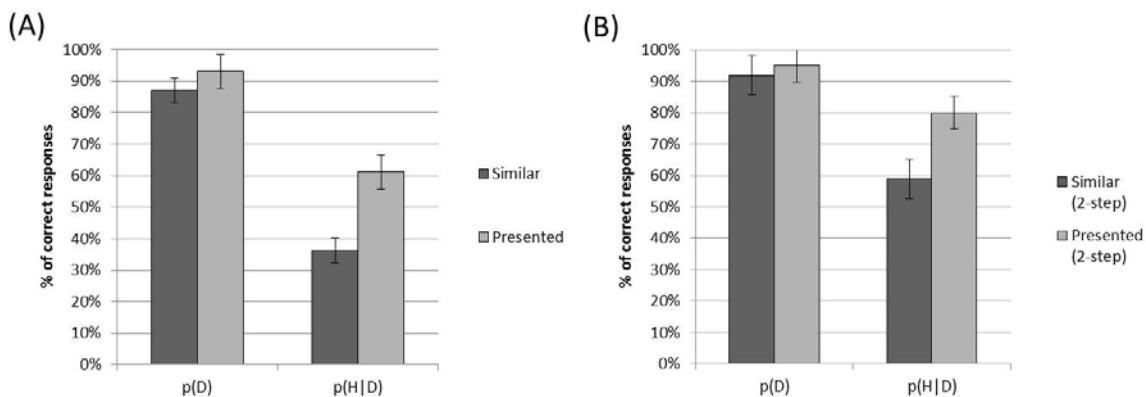 (A)
% of correct responses
100%
90%
80%
70%
60%
50%
40%
30%
20%
10%
0%
p(D)
p(H|D)
Similar
Presented
(B)
% of correct responses
100%
90%
80%
70%
60%
50%
40%
30%
20%
10%
0%
p(D)
p(H|D)
Similar
(2-step)
Presented
(2-step)